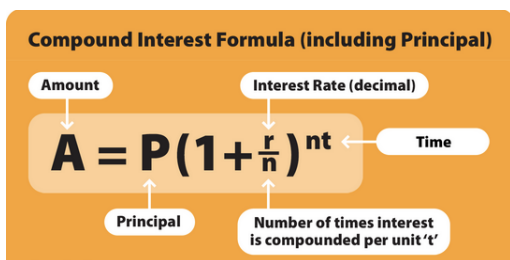 Compound Interest Formula (including Principal)
Amount
Interest Rate (decimal)
A = P(1+r/n)^nt
Time
Principal
Number of times interest
is compounded per unit ‘t’